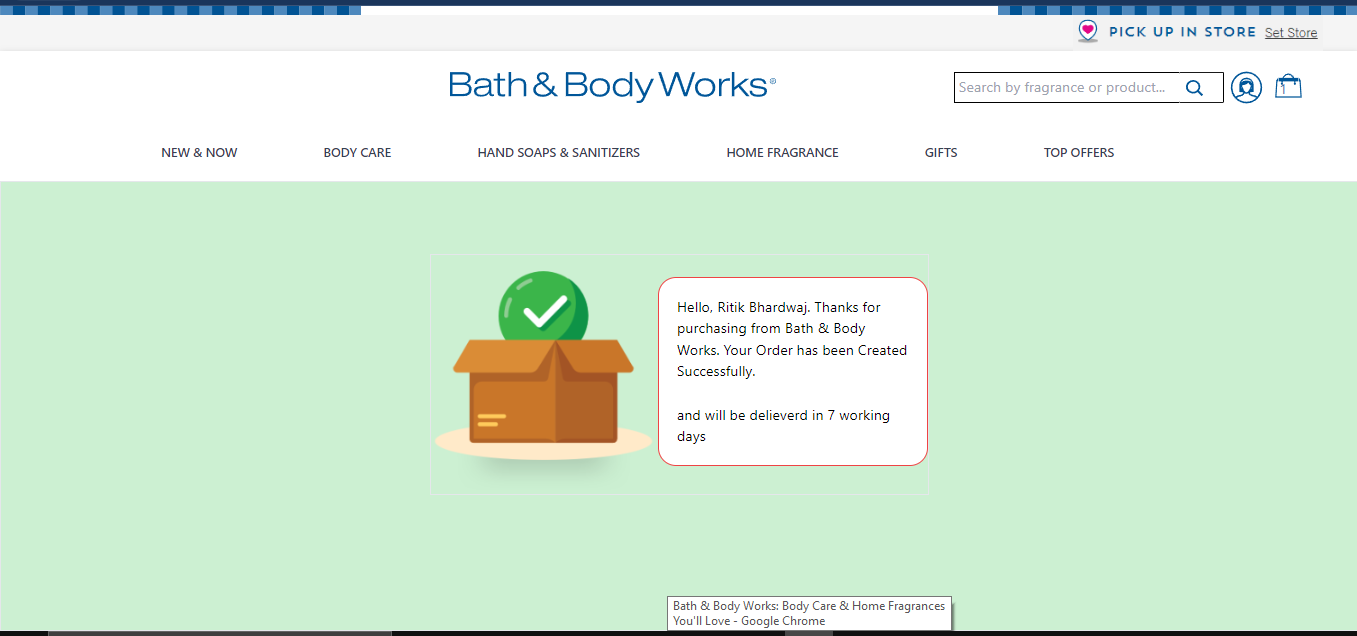 PICK UP IN STORE Set Store
Bath & Body Works®
Search by fragrance or product...
1
NEW & NOW BODY CARE HAND SOAPS & SANITIZERS HOME FRAGRANCE GIFTS TOP OFFERS
Hello, Ritik Bhardwaj. Thanks for
purchasing from Bath & Body
Works. Your Order has been Created
Successfully.
and will be delieverd in 7 working
days
Bath & Body Works: Body Care & Home Fragrances
You'll Love - Google Chrome